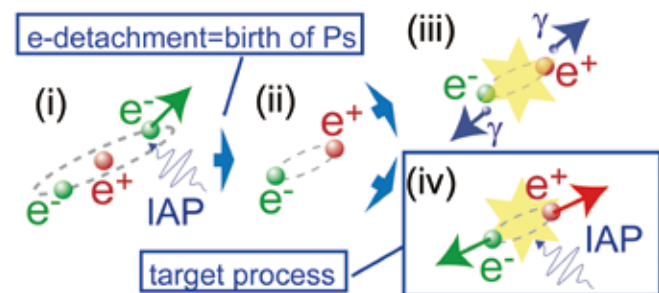 e-detachment=birth of Ps
(i)
e-
e+
e-
IAP
(ii)
e+
e-
(iii)
γ
e+
e-
γ
(iv)
e+
e-
IAP
target process